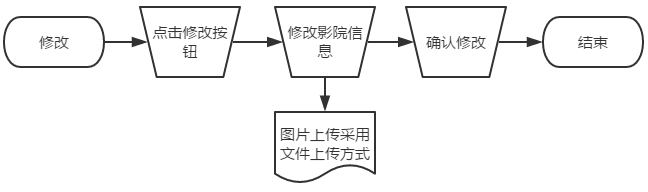 修改
点击修改按
钮
修改影院信
息
确认修改
结束
图片上传采用
文件上传方式